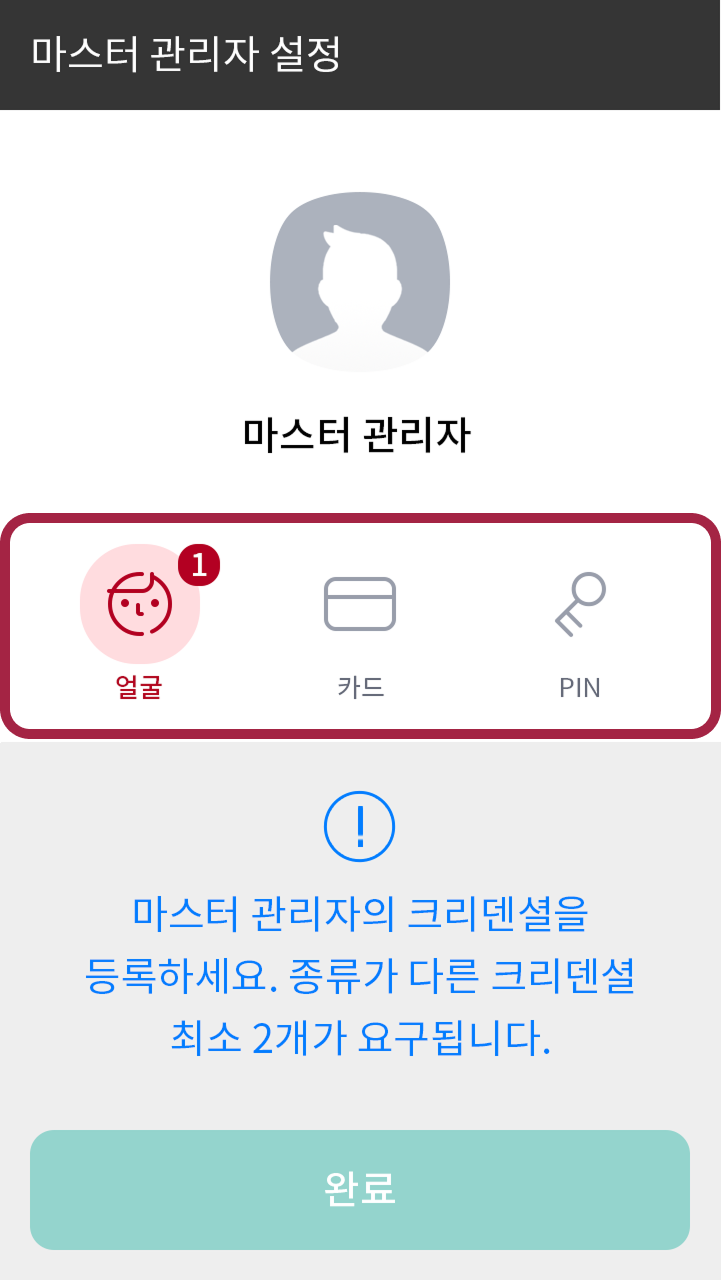 마스터 관리자 설정
마스터 관리자
1
얼굴 카드 PIN
마스터 관리자의 크리덴셜을
등록하세요. 종류가 다른 크리덴셜
최소 2개가 요구됩니다.
완료